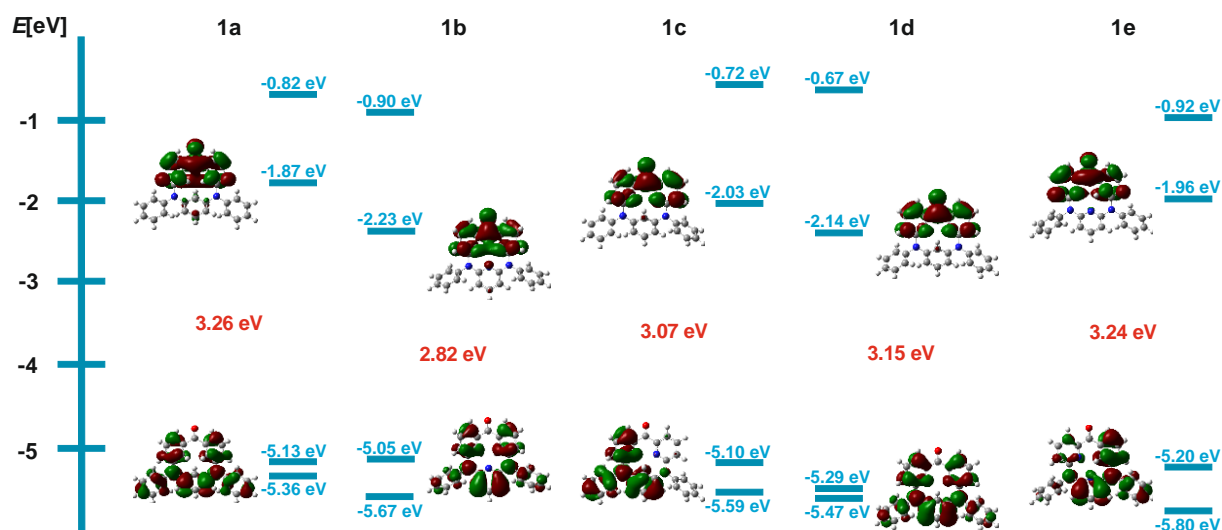 E[eV]
1a
1b
1c
1d
1e
-0.82 eV
-0.90 eV
-0.72 eV
-0.67 eV
-0.92 eV
-1
-1.87 eV
-2.03 eV
-1.96 eV
-2
-2.23 eV
-2.14 eV
-3
3.26 eV
2.82 eV
3.07 eV
3.15 eV
3.24 eV
-4
-5
-5.13 eV
-5.05 eV
-5.10 eV
-5.29 eV
-5.20 eV
-5.36 eV
-5.67 eV
-5.59 eV
-5.47 eV
-5.80 eV